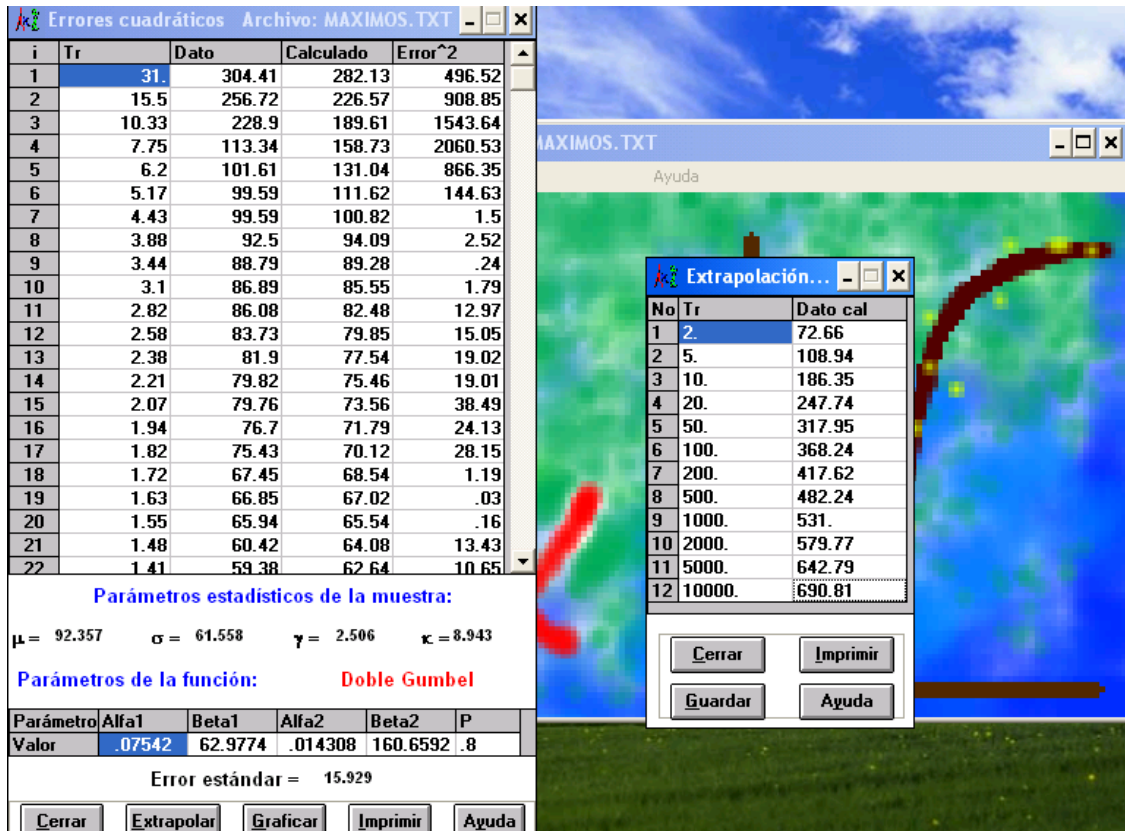 Errores cuadráticos Archivo: MAXIMOS.TXT
i Tr Dato Calculado Error^2
1 31. 304.41 282.13 496.52
2 15.5 256.72 226.57 908.85
3 10.33 228.9 189.61 1543.64
4 7.75 113.34 158.73 2060.53
5 6.2 101.61 131.04 866.35
6 5.17 99.59 111.62 144.63
7 4.43 99.59 100.82 1.5
8 3.88 92.5 94.09 2.52
9 3.44 88.79 89.28 .24
10 3.1 86.89 85.55 1.79
11 2.82 86.08 82.48 12.97
12 2.58 83.73 79.85 15.05
13 2.38 81.9 77.54 19.02
14 2.21 79.82 75.46 19.01
15 2.07 79.76 73.56 38.49
16 1.94 76.7 71.79 24.13
17 1.82 75.43 70.12 28.15
18 1.72 67.45 68.54 1.19
19 1.63 66.85 67.02 .03
20 1.55 65.94 65.54 .16
21 1.48 60.42 64.08 13.43
22 1.41 59.38 62.64 10.65
Parámetros estadísticos de la muestra:
μ = 92.357 σ = 61.558 γ = 2.506 κ = 8.943
Parámetros de la función: Doble Gumbel
Parámetro Alfa1 Beta1 Alfa2 Beta2 P
Valor .07542 62.9774 .014308 160.6592 .8
Error estándar = 15.929
Cerrar Extrapolar Graficar Imprimir Ayuda
MAXIMOS.TXT
Ayuda
Extrapolación...
No Tr Dato cal
1 2. 72.66
2 5. 108.94
3 10. 186.35
4 20. 247.74
5 50. 317.95
6 100. 368.24
7 200. 417.62
8 500. 482.24
9 1000. 531.
10 2000. 579.77
11 5000. 642.79
12 10000. 690.81
Cerrar Imprimir
Guardar Ayuda